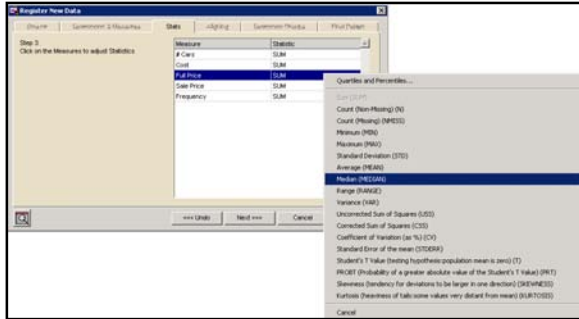 Register New Data
Stats
Aligning
Step 3:
Click on the Measures to adjust Statistics
Measure Statistic
# Cars SUM
Cost SUM
Full Price SUM
Sale Price SUM
Frequency SUM
<<< Undo Next >>> Cancel
Quartiles and Percentiles...
Sum (SUM)
Count (Non-Missing) (N)
Count (Missing) (NMISS)
Minimum (MIN)
Maximum (MAX)
Standard Deviation (STD)
Average (MEAN)
Median (MEDIAN)
Range (RANGE)
Variance (VAR)
Uncorrected Sum of Squares (USS)
Corrected Sum of Squares (CSS)
Coefficient of Variation (as %) (CV)
Standard Error of the mean (STDERR)
Student's T Value (testing hypothesis:population mean is zero) (T)
PROBT (Probability of a greater absolute value of the Student's T Value) (PRT)
Skewness (tendency for deviations to be larger in one direction) (SKEWNESS)
Kurtosis (heaviness of tails:some values very distant from mean) (KURTOSIS)
Cancel